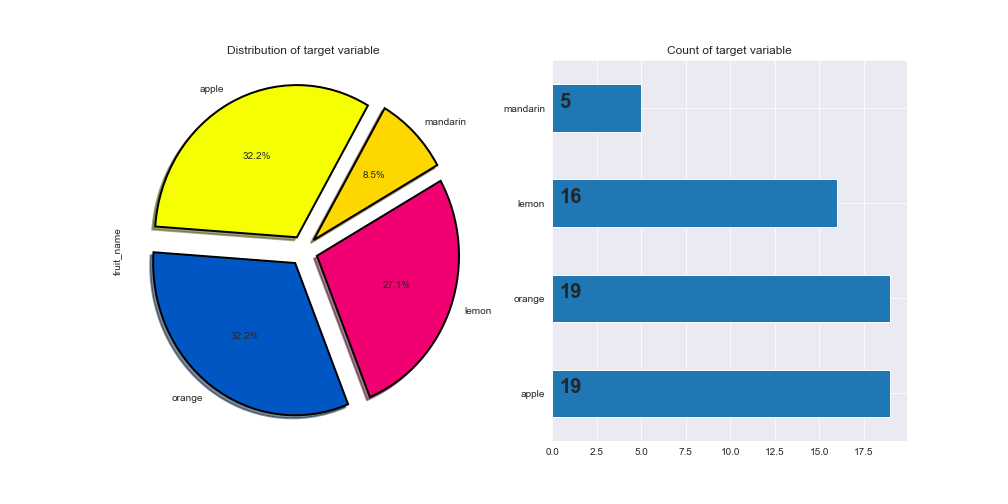 Distribution of target variable
apple
mandarin
32.2%
8.5%
fruit_name
27.1%
lemon
32.2%
orange
Count of target variable
mandarin
5
lemon
16
orange
19
apple
19
0.0 2.5 5.0 7.5 10.0 12.5 15.0 17.5